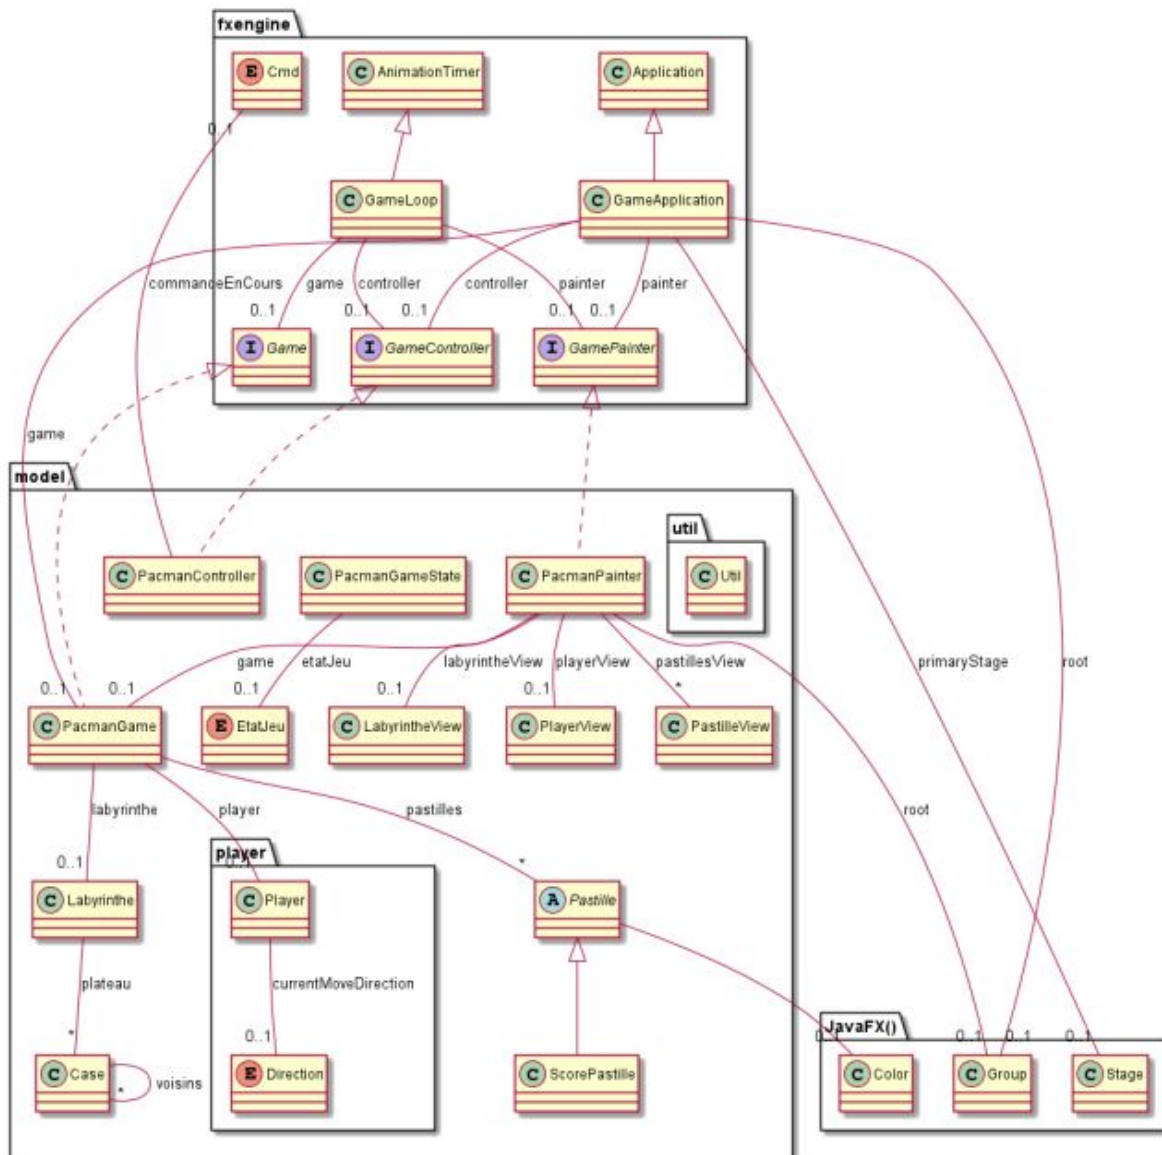 fxengine
E Cmd
C AnimationTimer
C Application
0..1
C GameLoop
C GameApplication
commandeEnCours
game
controller
controller
painter
painter
0..1
0..1
0..1
0..1
0..1
I Game
I GameController
I GamePainter
game
model
util
C Util
C PacmanController
C PacmanGameState
C PacmanPainter
game
etatJeu
labyrintheView
playerView
pastillesView
primaryStage
root
0..1
0..1
0..1
0..1
0..1
*
C PacmanGame
E EtatJeu
C LabyrintheView
C PlayerView
C PastilleView
labyrinthe
player
pastilles
root
player
0..1
0..1
*
C Labyrinthe
C Player
A Pastille
plateau
currentMoveDirection
*
0..1
JavaFX()
0..1
0..1
0..1
C Case
*
voisins
E Direction
C ScorePastille
C Color
C Group
C Stage